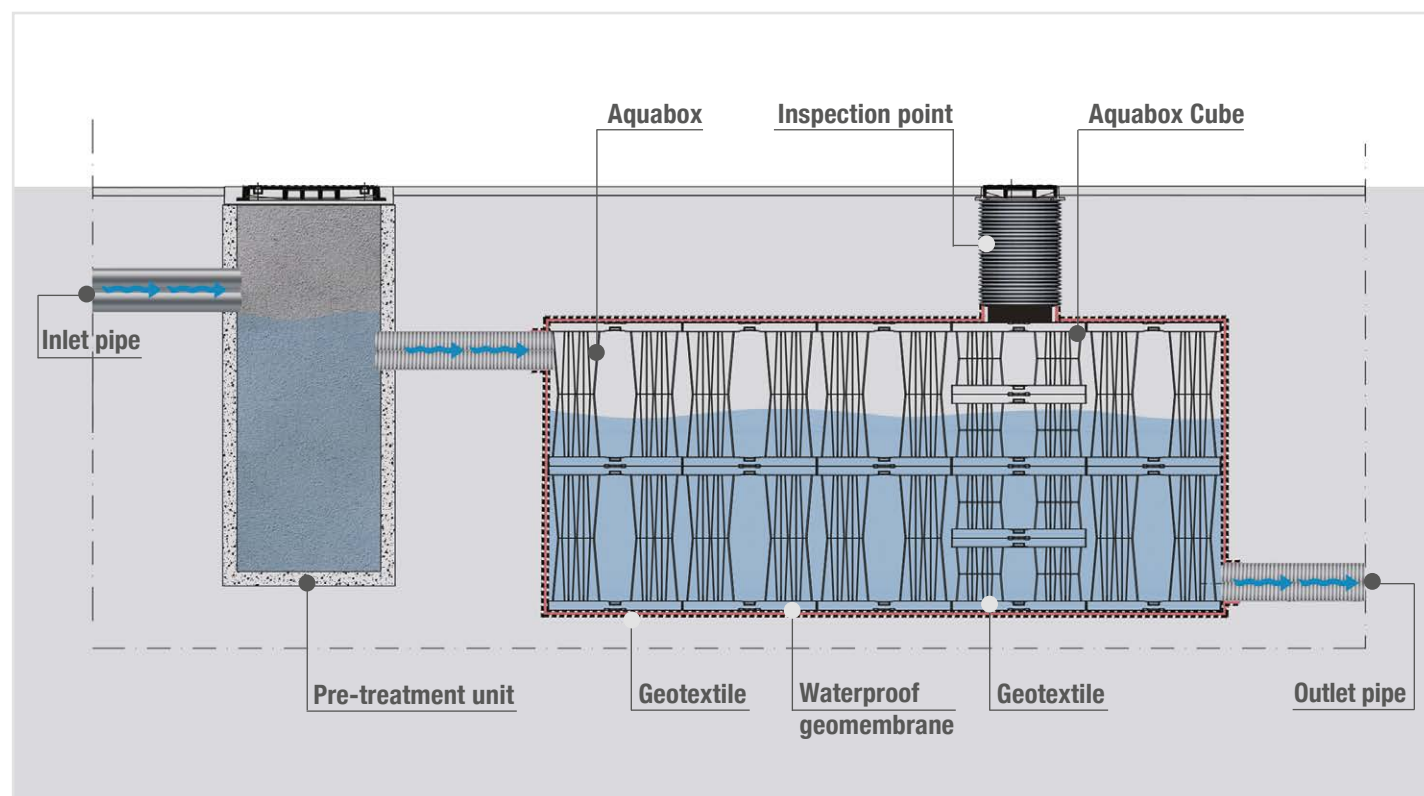 Aquabox
Inspection point
Aquabox Cube
Inlet pipe
Pre-treatment unit
Geotextile
Waterproof
geomembrane
Geotextile
Outlet pipe